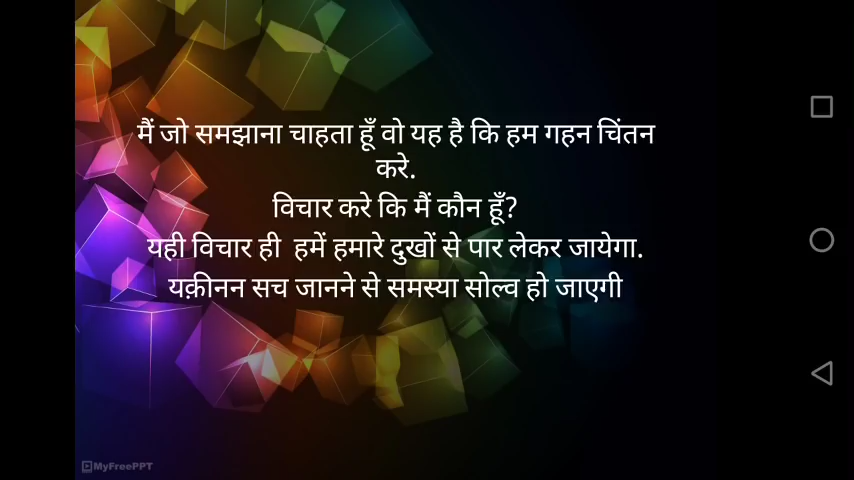 मैं जो समझाना चाहता हूँ वो यह है कि हम गहन चिंतन
करे.
विचार करे कि मैं कौन हूँ?
यही विचार ही  हमें हमारे दुखों से पार लेकर जायेगा.
यक़ीनन सच जानने से समस्या सोल्व हो जाएगी
MyFreePPT